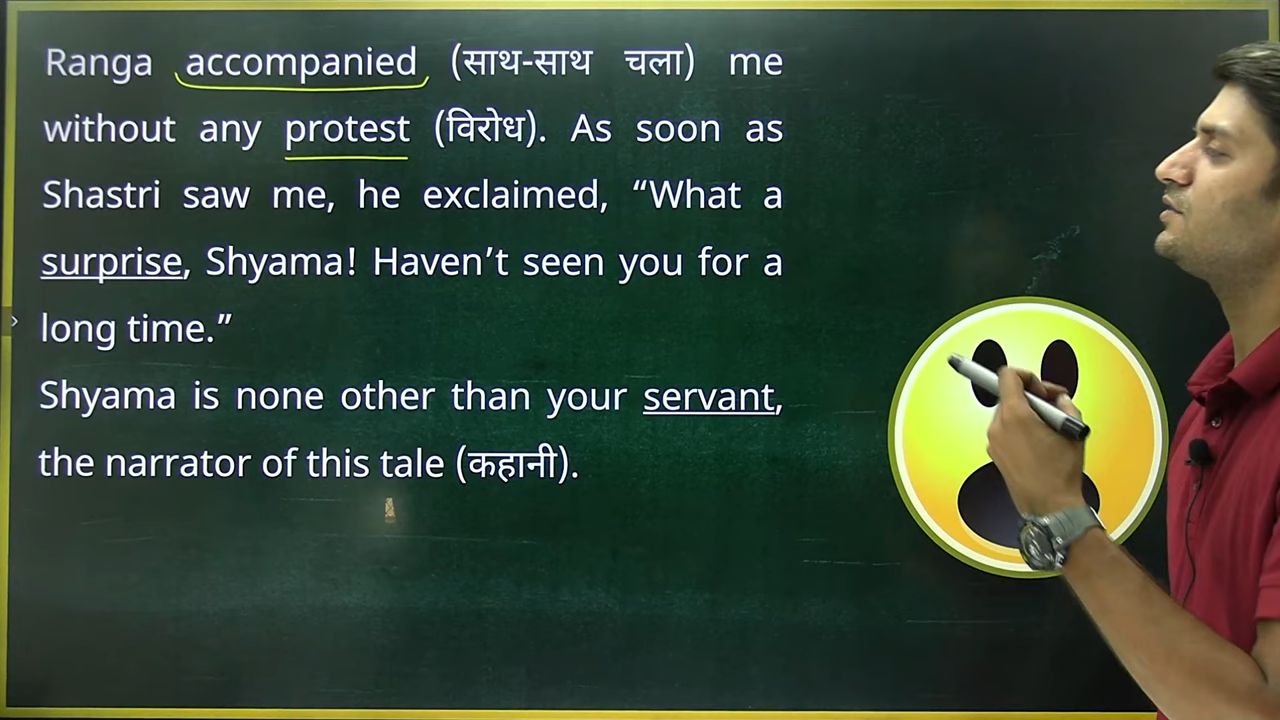 Ranga accompanied (साथ-साथ चला) me
without any protest (विरोध). As soon as
Shastri saw me, he exclaimed, “What a
surprise, Shyama! Haven’t seen you for a
long time.”
Shyama is none other than your servant,
the narrator of this tale (कहानी).